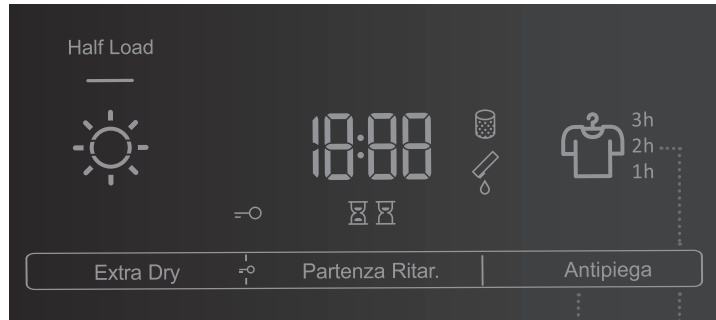 Half Load
18:88
3h
2h
1h
Extra Dry
Partenza Ritar.
Antipiega